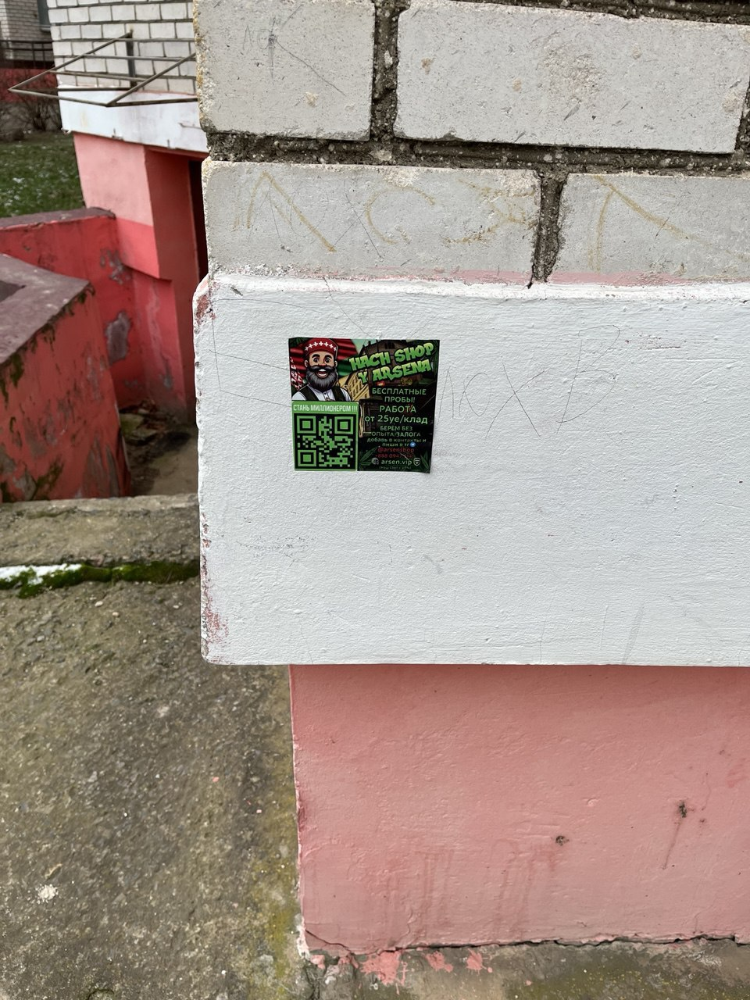 HACH SHOP
Y ARSENA
БЕСПЛАТНЫЕ
ПРОБЫ!
РАБОТА
от 25уе/клад
СТАНЬ МИЛЛИОНЕРОМ !!!
БЕРЕМ БЕЗ
ОПЫТА/ЗАЛОГА
добавь в контакты и
пиши в тг
@arsenshop
arsen.vip